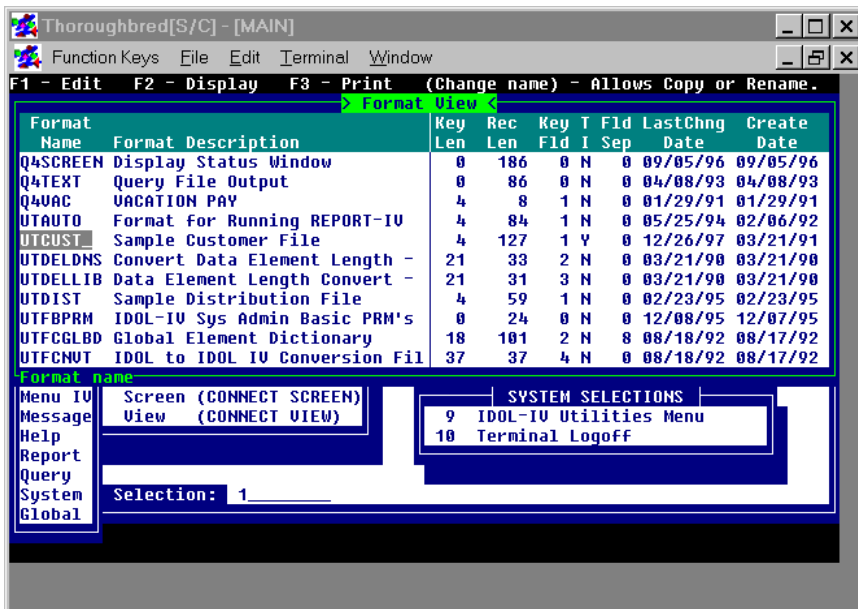 Thoroughbred[S/C] - [MAIN]
Function Keys File Edit Terminal Window
F1 - Edit F2 - Display F3 - Print (Change name) - Allows Copy or Rename.
> Format View <
Format Key Rec Key T Fld LastChng Create
Name Format Description Len Len Fld I Sep Date Date
Q4SCREEN Display Status Window 0 186 0 N 0 09/05/96 09/05/96
Q4TEXT Query File Output 0 86 0 N 0 04/08/93 04/08/93
Q4VAC VACATION PAY 4 8 1 N 0 01/29/91 01/29/91
UTAUTO Format for Running REPORT-IV 4 84 1 N 0 05/25/94 02/06/92
UTCUST_ Sample Customer File 4 127 1 Y 0 12/26/97 03/21/91
UTDELDNS Convert Data Element Length - 21 33 2 N 0 03/21/90 03/21/90
UTDELLIB Data Element Length Convert - 21 31 3 N 0 03/21/90 03/21/90
UTDIST Sample Distribution File 4 59 1 N 0 02/23/95 02/23/95
UTFBPRM IDOL-IV Sys Admin Basic PRM's 0 24 0 N 0 12/08/95 12/07/95
UTFCGLBD Global Element Dictionary 18 101 2 N 8 08/18/92 08/17/92
UTFCNVT IDOL to IDOL IV Conversion Fil 37 37 4 N 0 08/18/92 08/17/92
Format name
Menu IV Screen (CONNECT SCREEN) SYSTEM SELECTIONS
Message View (CONNECT VIEW) 9 IDOL-IV Utilities Menu
Help 10 Terminal Logoff
Report
Query
System Selection: 1_________
Global